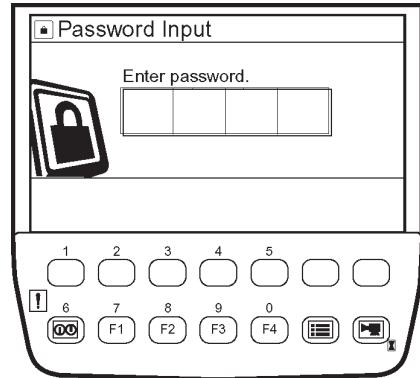 Password Input
Enter password.
1 2 3 4 5
!
6 7 8 9 0
F1 F2 F3 F4